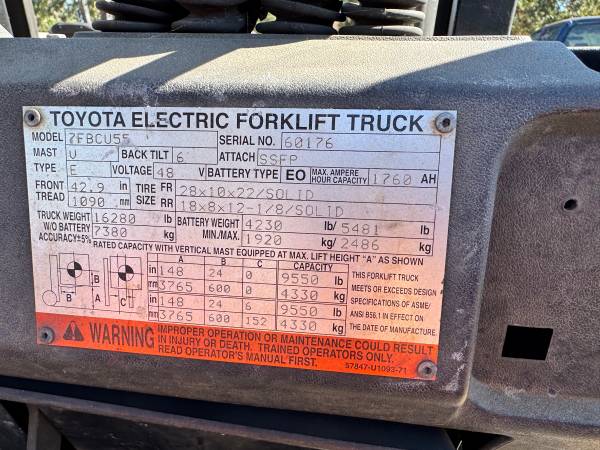 TOYOTA ELECTRIC FORKLIFT TRUCK
MODEL 7FBCU55 SERIAL NO. 60176
MAST V BACK TILT 6 ATTACH SSFP
TYPE E VOLTAGE 48 V BATTERY TYPE EO MAX. AMPERE HOUR CAPACITY 1760 AH
FRONT TREAD 42.9 in TIRE SIZE FR 28x10x22/SOLID
1090 mm RR 18x8x12-1/8/SOLID
TRUCK WEIGHT 16280 lb BATTERY WEIGHT 4230 lb/ 5481 lb
W/O BATTERY 7380 kg MIN./MAX. 1920 kg/ 2486 kg
ACCURACY±5% RATED CAPACITY WITH VERTICAL MAST EQUIPPED AT MAX. LIFT HEIGHT "A" AS SHOWN
A B C CAPACITY
in 148 24 0 9550 lb
mm 3765 600 0 4330 kg
in 148 24 6 9550 lb
mm 3765 600 152 4330 kg
B A C
B
THIS FORKLIFT TRUCK
MEETS OR EXCEEDS DESIGN
SPECIFICATIONS OF ASME/
ANSI B56.1 IN EFFECT ON
THE DATE OF MANUFACTURE
WARNING
IMPROPER OPERATION OR MAINTENANCE COULD RESULT
IN INJURY OR DEATH. TRAINED OPERATORS ONLY.
READ OPERATOR'S MANUAL FIRST.
57847-U1093-71